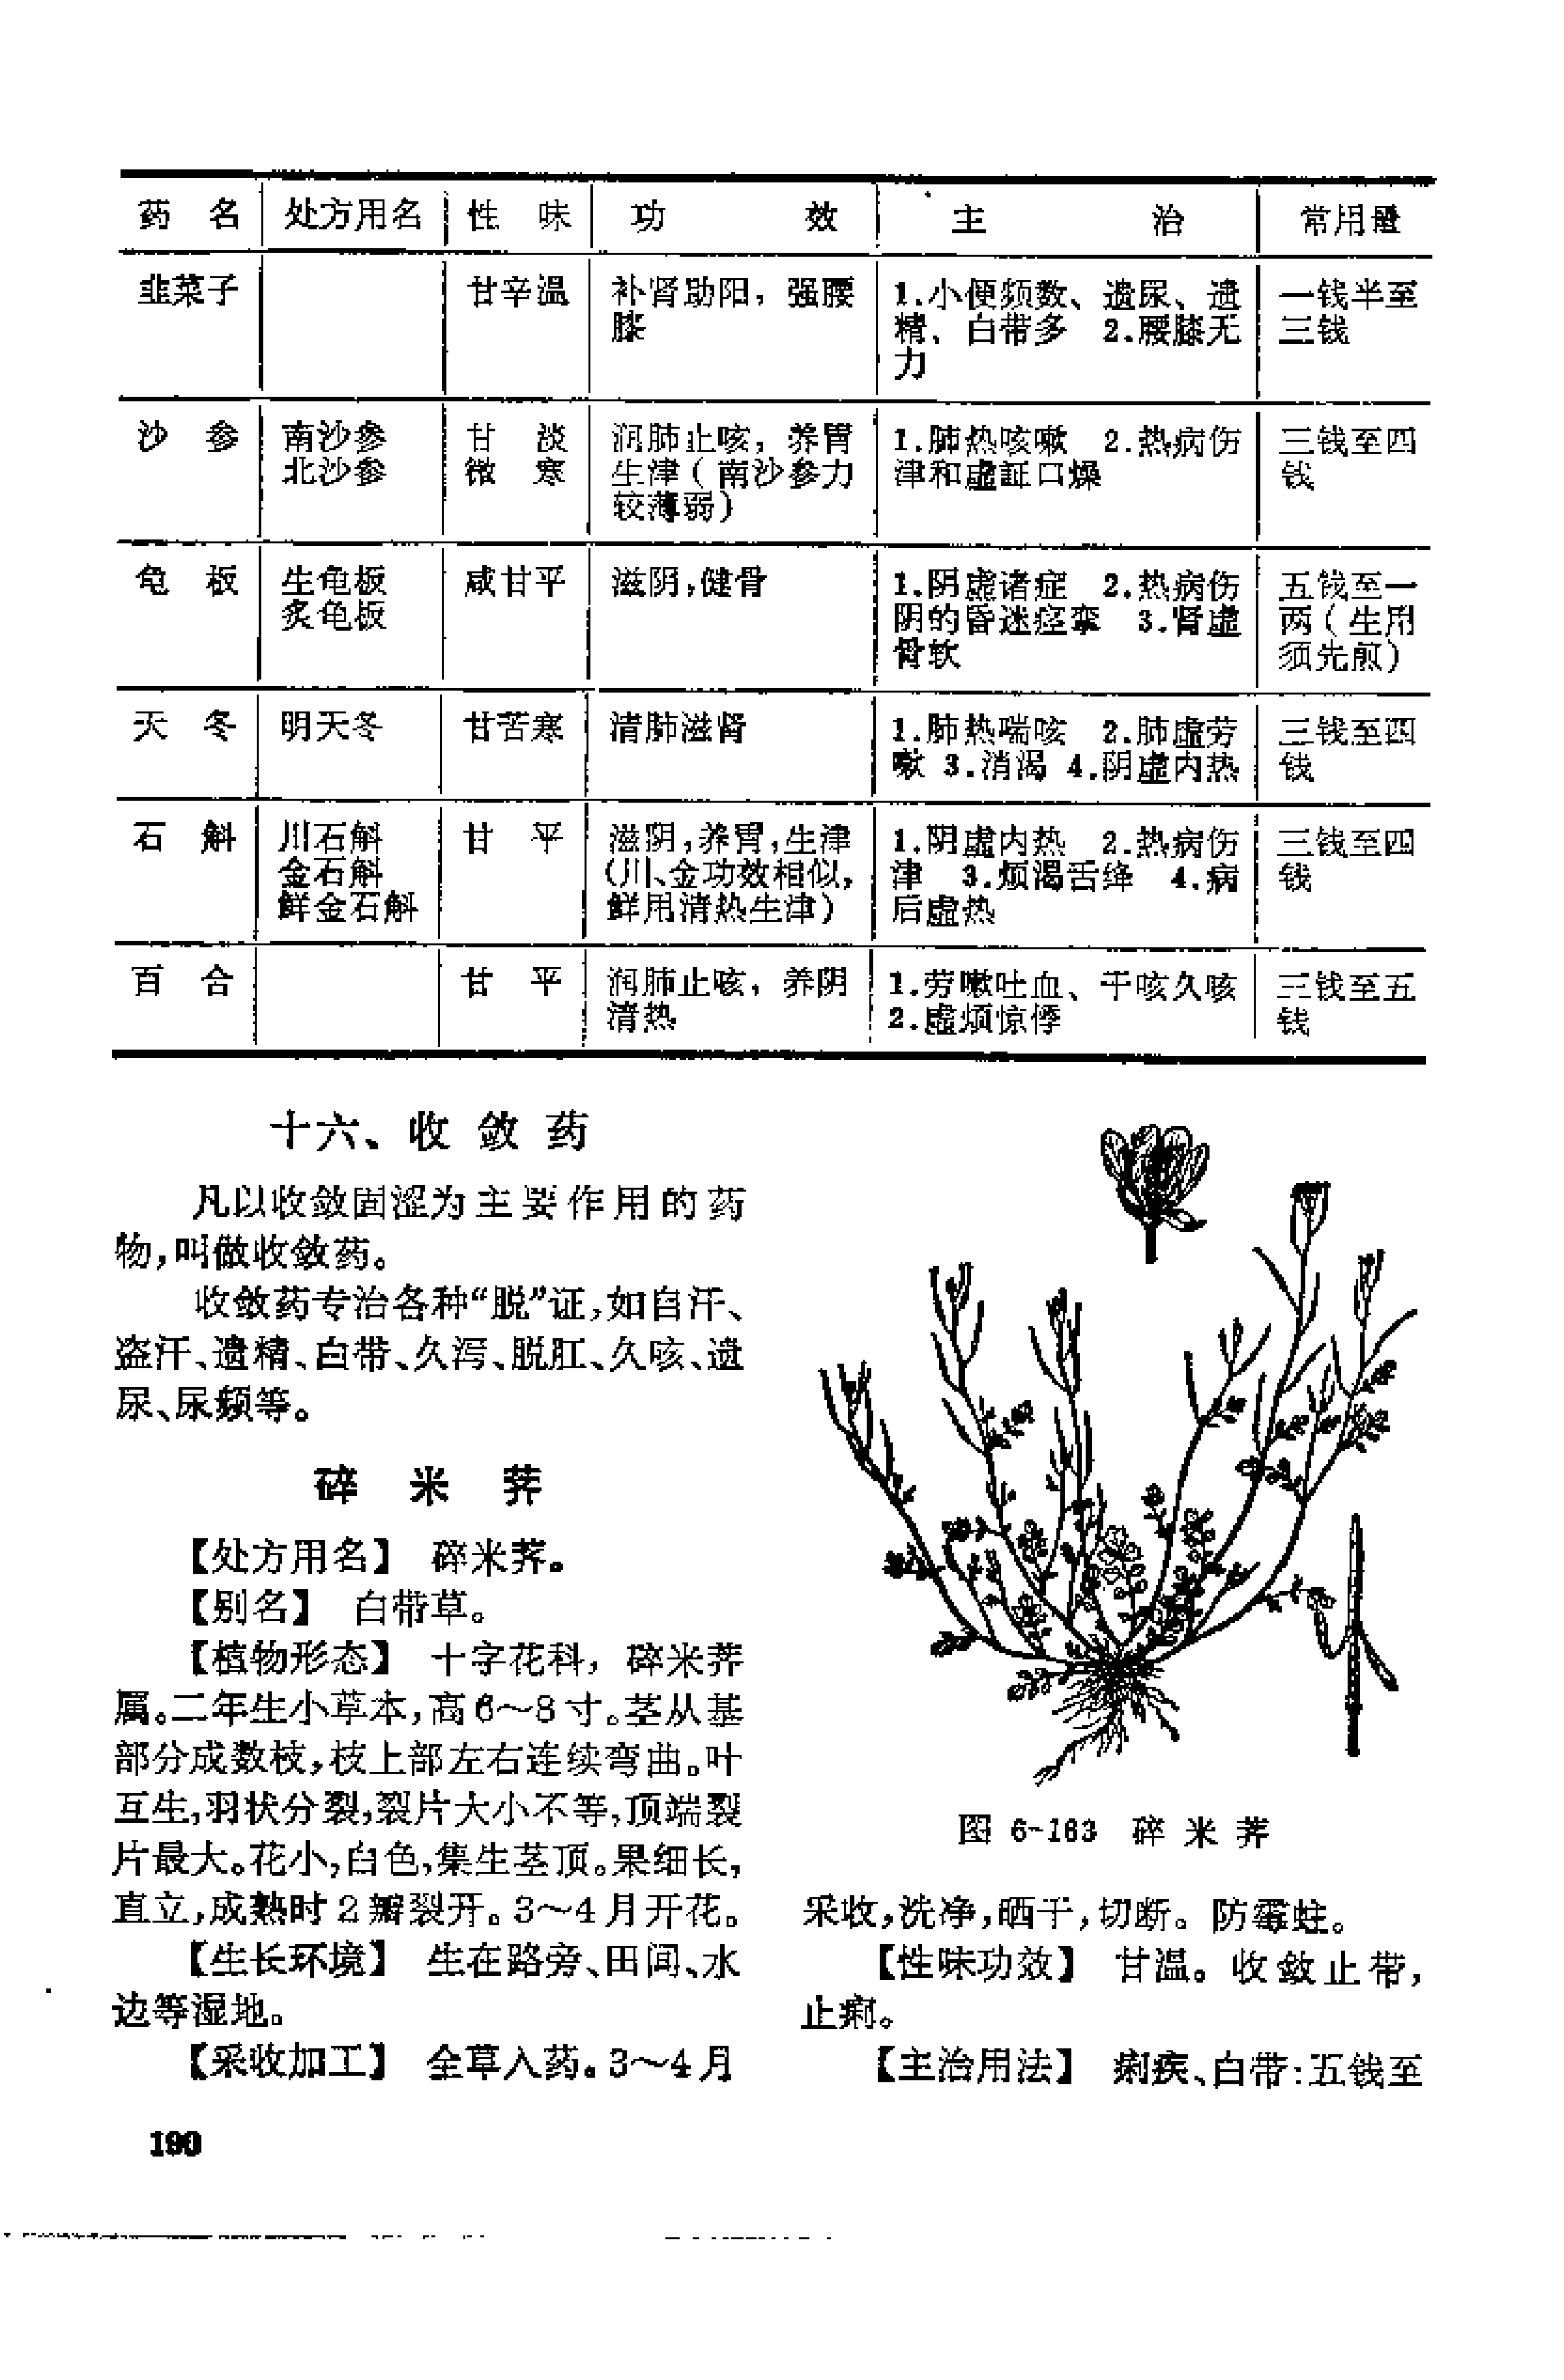 药 名 处方用名 性 味 功 效 主 治 常用量
韭菜子 甘辛温 补肾助阳，强腰 1.小便频数、遗尿、遗 一钱半至
膝 精、白带多 2.腰膝无 三钱
力
沙 参 南沙参 甘 淡 润肺止咳，养胃 1.肺热咳嗽 2.热病伤 三钱至四
北沙参 微 寒 生津（南沙参力 津和虚証口燥 钱
较薄弱）
龟 板 生龟板 咸甘平 滋阴，健骨 1.阴虚诸症 2.热病伤 五钱至一
炙龟板 阴的昏迷痉挛 3.肾虚 两（生用
骨软 须先煎）
天 冬 明天冬 甘苦寒 清肺滋肾 1.肺热喘咳 2.肺虚劳 三钱至四
嗽 3.消渴 4.阴虚内热 钱
石 斛 川石斛 甘 平 滋阴，养胃，生津 1.阴虚内热 2.热病伤 三钱至四
金石斛 （川、金功效相似， 津 3.烦渴舌绛 4.病 钱
鲜金石斛 鲜用清热生津） 后虚热
百 合 甘 平 润肺止咳，养阴 1.劳嗽吐血、干咳久咳 三钱至五
清热 2.虚烦惊悸 钱
十六、收敛药
凡以收敛固涩为主要作用的药
物，叫做收敛药。
收敛药专治各种“脱”证，如自汗、
盗汗、遗精、白带、久泻、脱肛、久咳、遗
尿、尿频等。
碎米荠
【处方用名】 碎米荠。
【别名】 白带草。
【植物形态】 十字花科，碎米荠
属。二年生小草本，高6～8寸。茎从基
部分成数枝，枝上部左右连续弯曲。叶
互生，羽状分裂，裂片大小不等，顶端裂
片最大。花小，白色，集生茎顶。果细长，
直立，成熟时2瓣裂开。3～4月开花。
【生长环境】 生在路旁、田间、水
边等湿地。
【采收加工】 全草入药。3～4月
图 6-163 碎米荠
采收，洗净，晒干，切断。防霉蛀。
【性味功效】 甘温。收敛止带，
止痢。
【主治用法】 痢疾、白带：五钱至
190